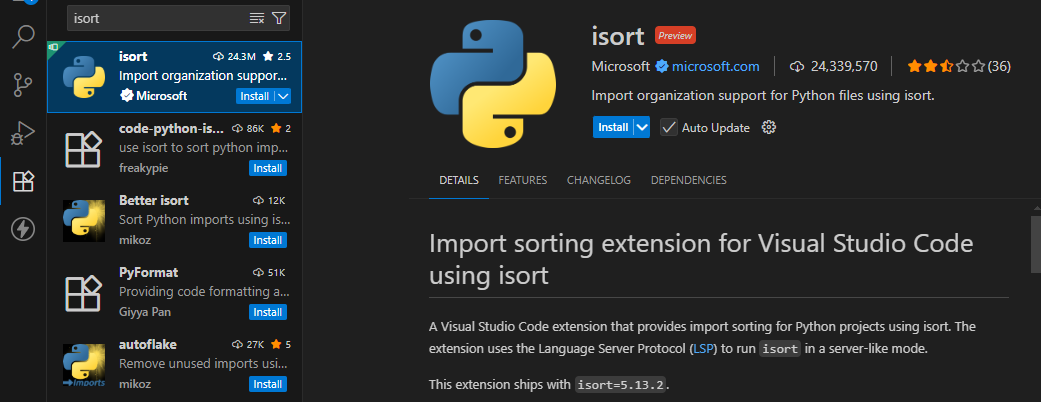 isort
isort 24.3M 2.5
Import organization suppor...
Microsoft Install
code-python-is... 86K 2
use isort to sort python imp...
freakypie Install
Better isort 12K
Sort Python imports using is...
mikoz Install
PyFormat 51K
Providing code formatting a...
Giyya Pan Install
autoflake 27K 5
Remove unused imports usi...
mikoz Install
imports
isort Preview
Microsoft microsoft.com 24,339,570 (36)
Import organization support for Python files using isort.
Install Auto Update
DETAILS FEATURES CHANGELOG DEPENDENCIES
Import sorting extension for Visual Studio Code
using isort
A Visual Studio Code extension that provides import sorting for Python projects using isort. The
extension uses the Language Server Protocol (LSP) to run isort in a server-like mode.
This extension ships with isort=5.13.2.